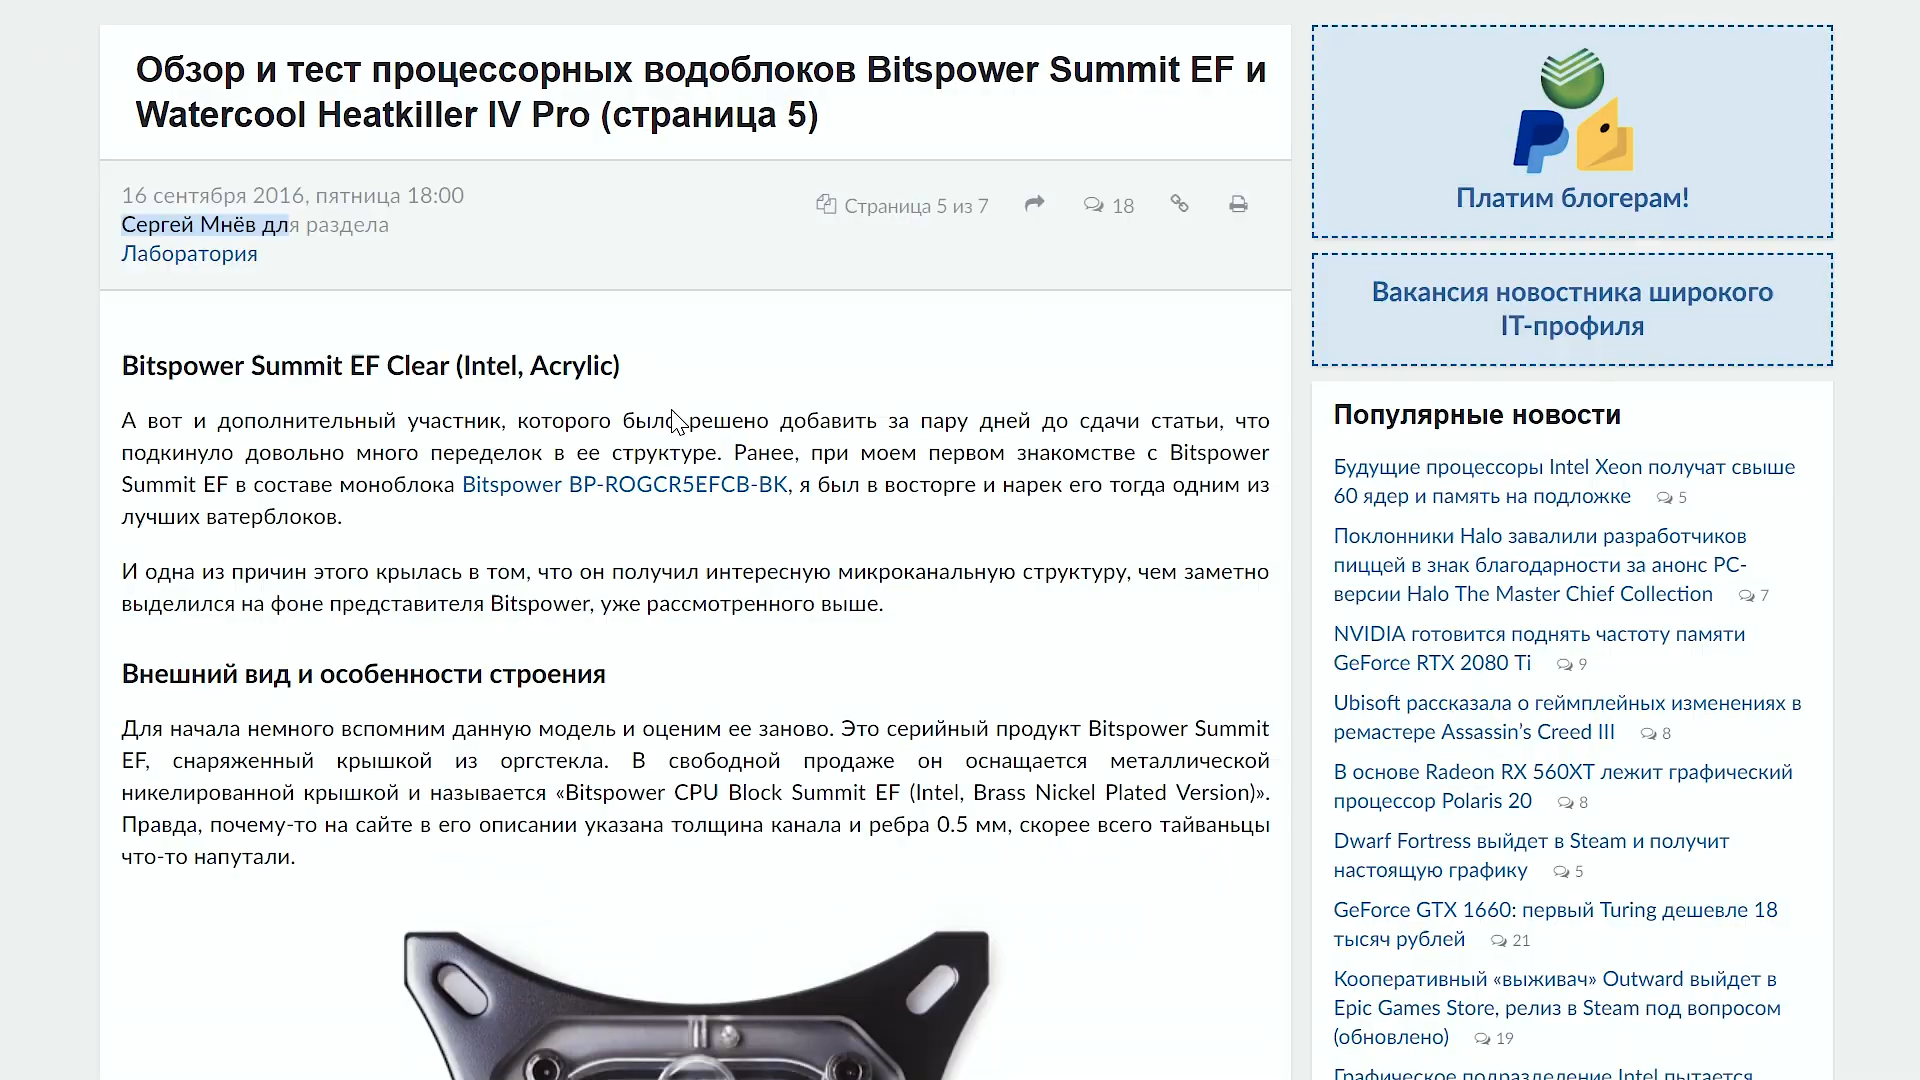 Обзор и тест процессорных водоблоков Bitspower Summit EF и
Watercool Heatkiller IV Pro (страница 5)
16 сентября 2016, пятница 18:00
Сергей Мнёв для раздела
Лаборатория
Страница 5 из 7
18
Bitspower Summit EF Clear (Intel, Acrylic)
А вот и дополнительный участник, которого было решено добавить за пару дней до сдачи статьи, что
подкинуло довольно много переделок в ее структуре. Ранее, при моем первом знакомстве с Bitspower
Summit EF в составе моноблока Bitspower BP-ROGCR5EFCB-BK, я был в восторге и нарек его тогда одним из
лучших ватерблоков.
И одна из причин этого крылась в том, что он получил интересную микроканальную структуру, чем заметно
выделился на фоне представителя Bitspower, уже рассмотренного выше.
Внешний вид и особенности строения
Для начала немного вспомним данную модель и оценим ее заново. Это серийный продукт Bitspower Summit
EF, снаряженный крышкой из оргстекла. В свободной продаже он оснащается металлической
никелированной крышкой и называется «Bitspower CPU Block Summit EF (Intel, Brass Nickel Plated Version)».
Правда, почему-то на сайте в его описании указана толщина канала и ребра 0.5 мм, скорее всего тайваньцы
что-то напутали.
Платим блогерам!
Вакансия новостника широкого
IT-профиля
Популярные новости
Будущие процессоры Intel Xeon получат свыше
60 ядер и память на подложке 5
Поклонники Halo завалили разработчиков
пиццей в знак благодарности за анонс PC-
версии Halo The Master Chief Collection 7
NVIDIA готовится поднять частоту памяти
GeForce RTX 2080 Ti 9
Ubisoft рассказала о геймплейных изменениях в
ремастере Assassin’s Creed III 8
В основе Radeon RX 560XT лежит графический
процессор Polaris 20 8
Dwarf Fortress выйдет в Steam и получит
настоящую графику 5
GeForce GTX 1660: первый Turing дешевле 18
тысяч рублей 21
Кооперативный «выживач» Outward выйдет в
Epic Games Store, релиз в Steam под вопросом
(обновлено) 19
Графическое подразделение Intel пытается